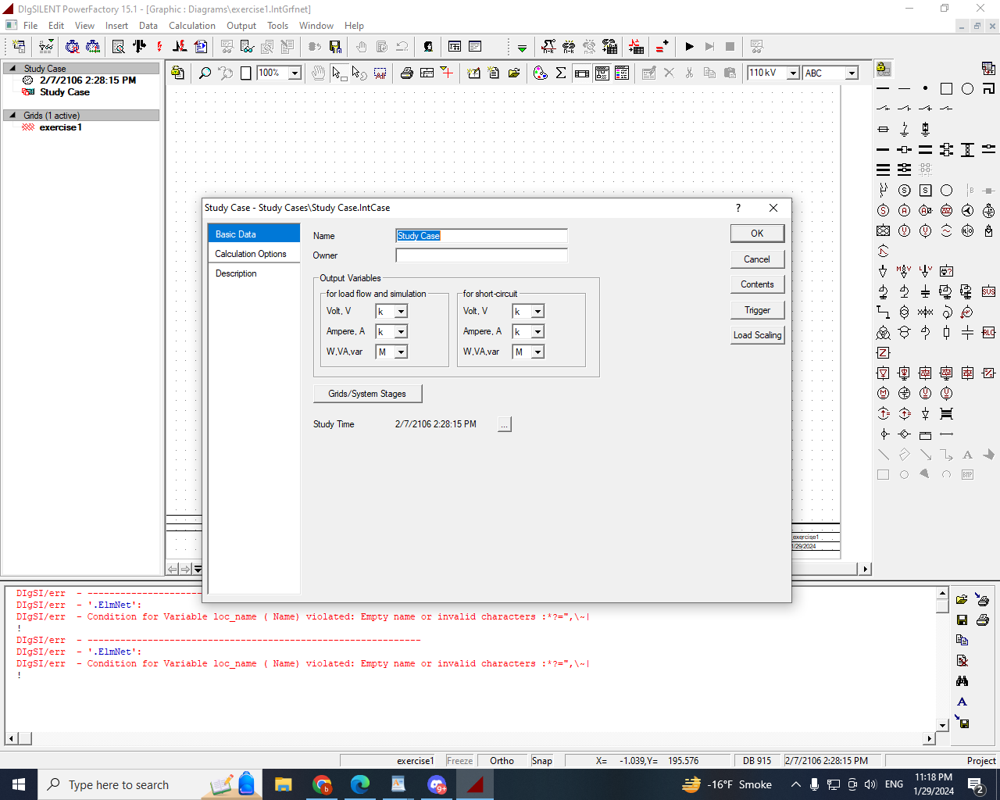 DIgSILENT PowerFactory 15.1 - [Graphic : Diagrams\exercise1.IntGrfnet]
File Edit View Insert Data Calculation Output Tools Window Help
Study Case
2/7/2106 2:28:15 PM
Study Case
Grids (1 active)
exercise1
100%
110 kV
ABC
Study Case - Study Cases\Study Case.IntCase
?
Basic Data
Calculation Options
Description
Name Study Case
Owner
Output Variables
for load flow and simulation
Volt, V k
Ampere, A k
W,VA,var M
for short-circuit
Volt, V k
Ampere, A k
W,VA,var M
Grids/System Stages
Study Time 2/7/2106 2:28:15 PM ...
OK
Cancel
Contents
Trigger
Load Scaling
exercise1
1/29/2024
DIgSI/err - --------------------
DIgSI/err - '.ElmNet':
DIgSI/err - Condition for Variable loc_name ( Name) violated: Empty name or invalid characters :*?=",\~|
!
DIgSI/err - -------------------------------------------------------------
DIgSI/err - '.ElmNet':
DIgSI/err - Condition for Variable loc_name ( Name) violated: Empty name or invalid characters :*?=",\~|
!
exercise1 Freeze Ortho Snap X= -1.039,Y= 195.576 DB 915 2/7/2106 2:28:15 PM Project
Type here to search
-16°F Smoke
ENG
11:18 PM
1/29/2024
2